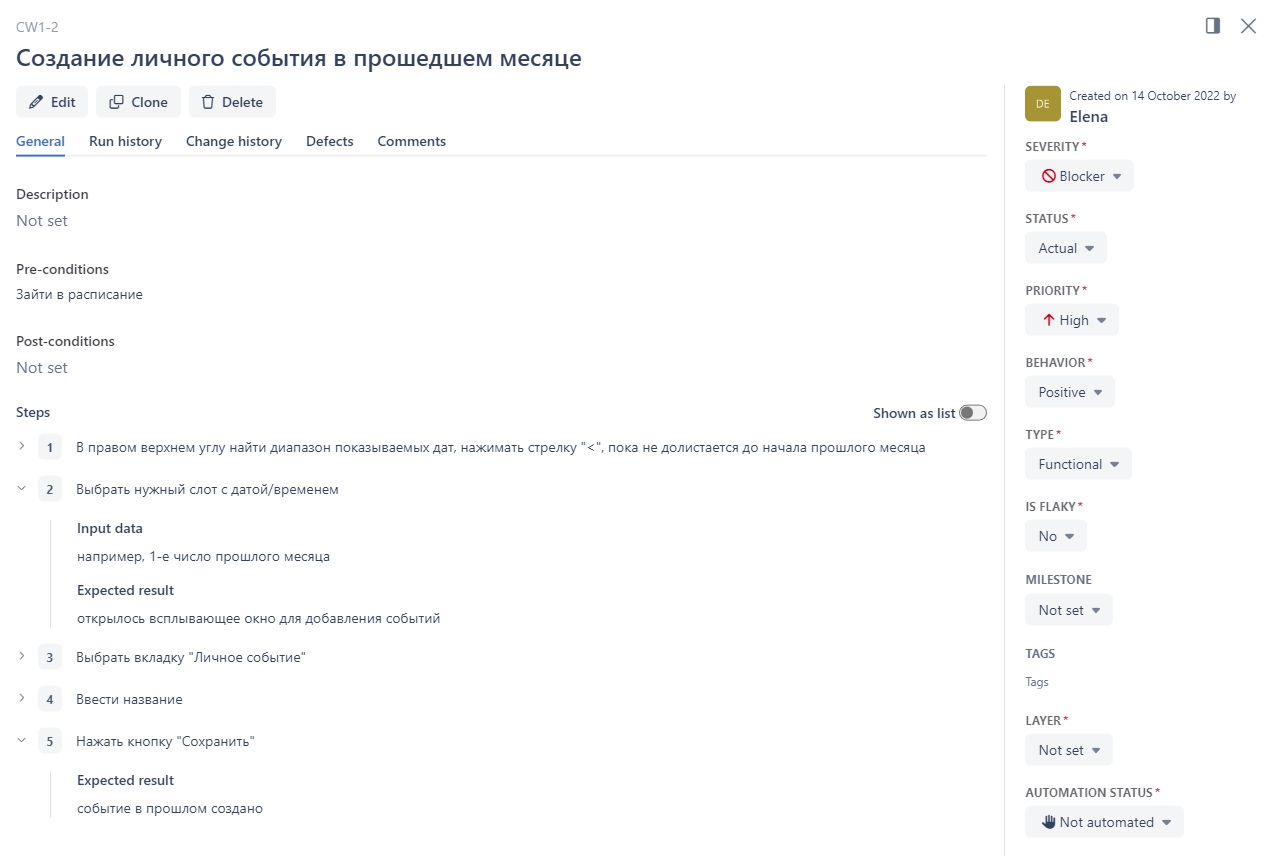 CW1-2
Создание личного события в прошедшем месяце
Edit
Clone
Delete
General
Run history
Change history
Defects
Comments
Description
Not set
Pre-conditions
Зайти в расписание
Post-conditions
Not set
Steps
Shown as list
1 В правом верхнем углу найти диапазон показываемых дат, нажимать стрелку "<", пока не долистается до начала прошлого месяца
2 Выбрать нужный слот с датой/временем
Input data
например, 1-е число прошлого месяца
Expected result
открылось всплывающее окно для добавления событий
3 Выбрать вкладку "Личное событие"
4 Ввести название
5 Нажать кнопку "Сохранить"
Expected result
событие в прошлом создано
DE
Created on 14 October 2022 by
Elena
SEVERITY*
Blocker
STATUS*
Actual
PRIORITY*
High
BEHAVIOR*
Positive
TYPE*
Functional
IS FLAKY*
No
MILESTONE
Not set
TAGS
Tags
LAYER*
Not set
AUTOMATION STATUS*
Not automated